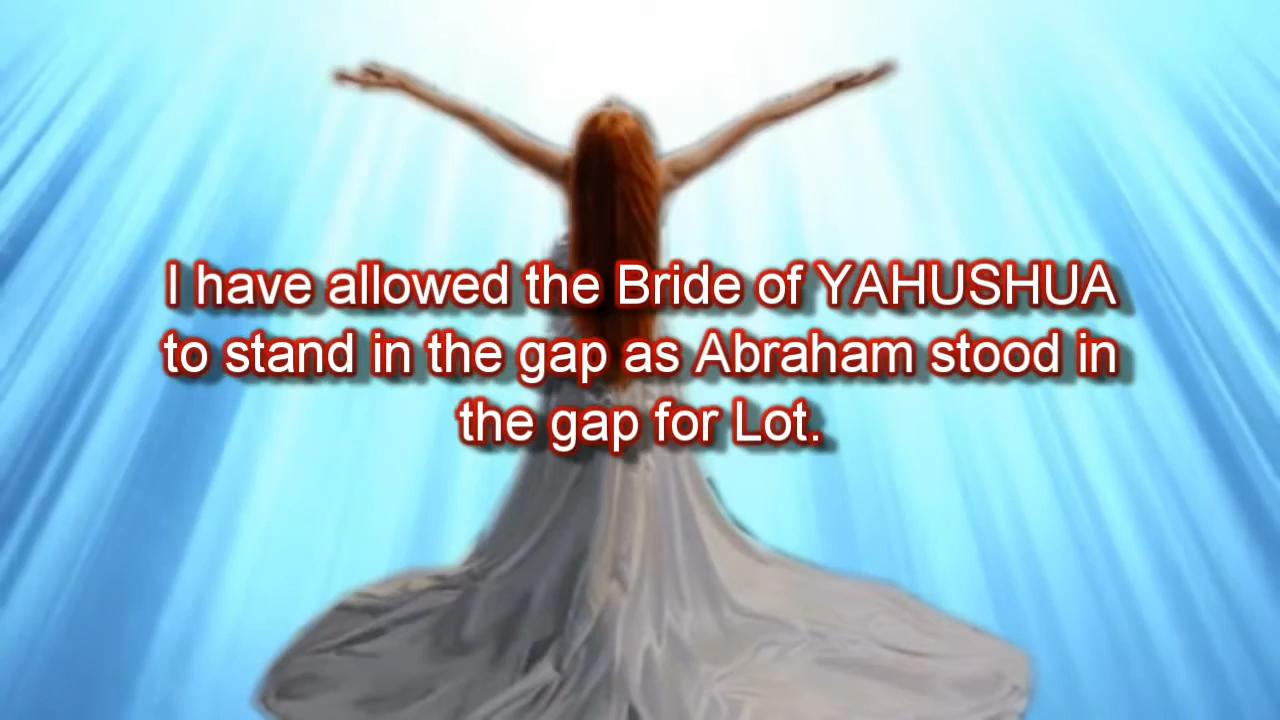 I have allowed the Bride of YAHUSHUA
to stand in the gap as Abraham stood in
the gap for Lot.